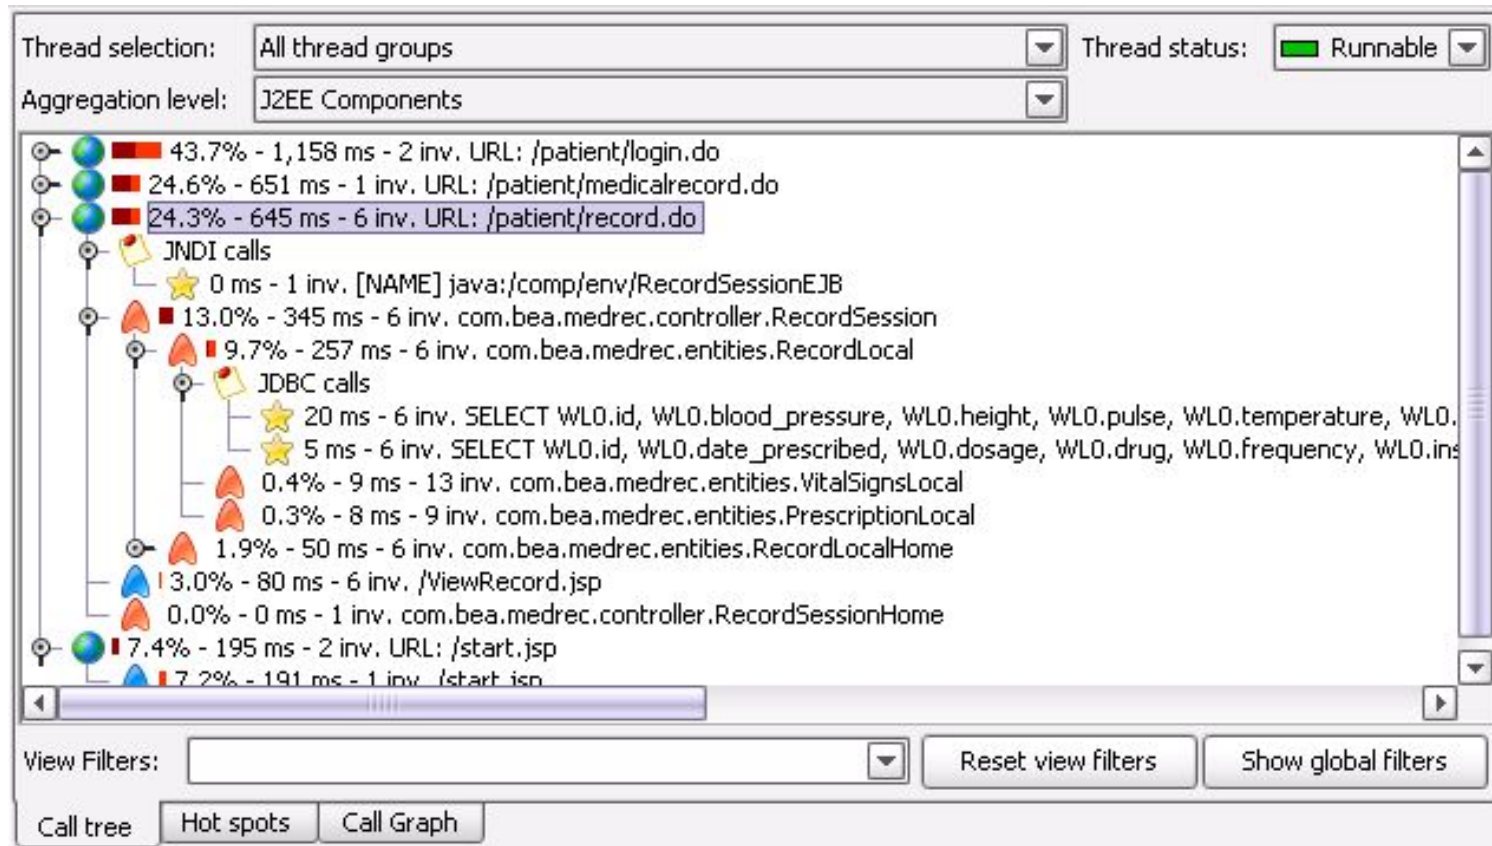 Thread selection: All thread groups Thread status: Runnable
Aggregation level: J2EE Components
43.7% - 1,158 ms - 2 inv. URL: /patient/login.do
24.6% - 651 ms - 1 inv. URL: /patient/medicalrecord.do
24.3% - 645 ms - 6 inv. URL: /patient/record.do
JNDI calls
0 ms - 1 inv. [NAME] java:/comp/env/RecordSessionEJB
13.0% - 345 ms - 6 inv. com.bea.medrec.controller.RecordSession
9.7% - 257 ms - 6 inv. com.bea.medrec.entities.RecordLocal
JDBC calls
20 ms - 6 inv. SELECT WL0.id, WL0.blood_pressure, WL0.height, WL0.pulse, WL0.temperature, WL0.
5 ms - 6 inv. SELECT WL0.id, WL0.date_prescribed, WL0.dosage, WL0.drug, WL0.frequency, WL0.ins
0.4% - 9 ms - 13 inv. com.bea.medrec.entities.VitalSignsLocal
0.3% - 8 ms - 9 inv. com.bea.medrec.entities.PrescriptionLocal
1.9% - 50 ms - 6 inv. com.bea.medrec.entities.RecordLocalHome
3.0% - 80 ms - 6 inv. /ViewRecord.jsp
0.0% - 0 ms - 1 inv. com.bea.medrec.controller.RecordSessionHome
7.4% - 195 ms - 2 inv. URL: /start.jsp
7.2% - 191 ms - 1 inv. /start.jsp
View Filters: Reset view filters Show global filters
Call tree Hot spots Call Graph